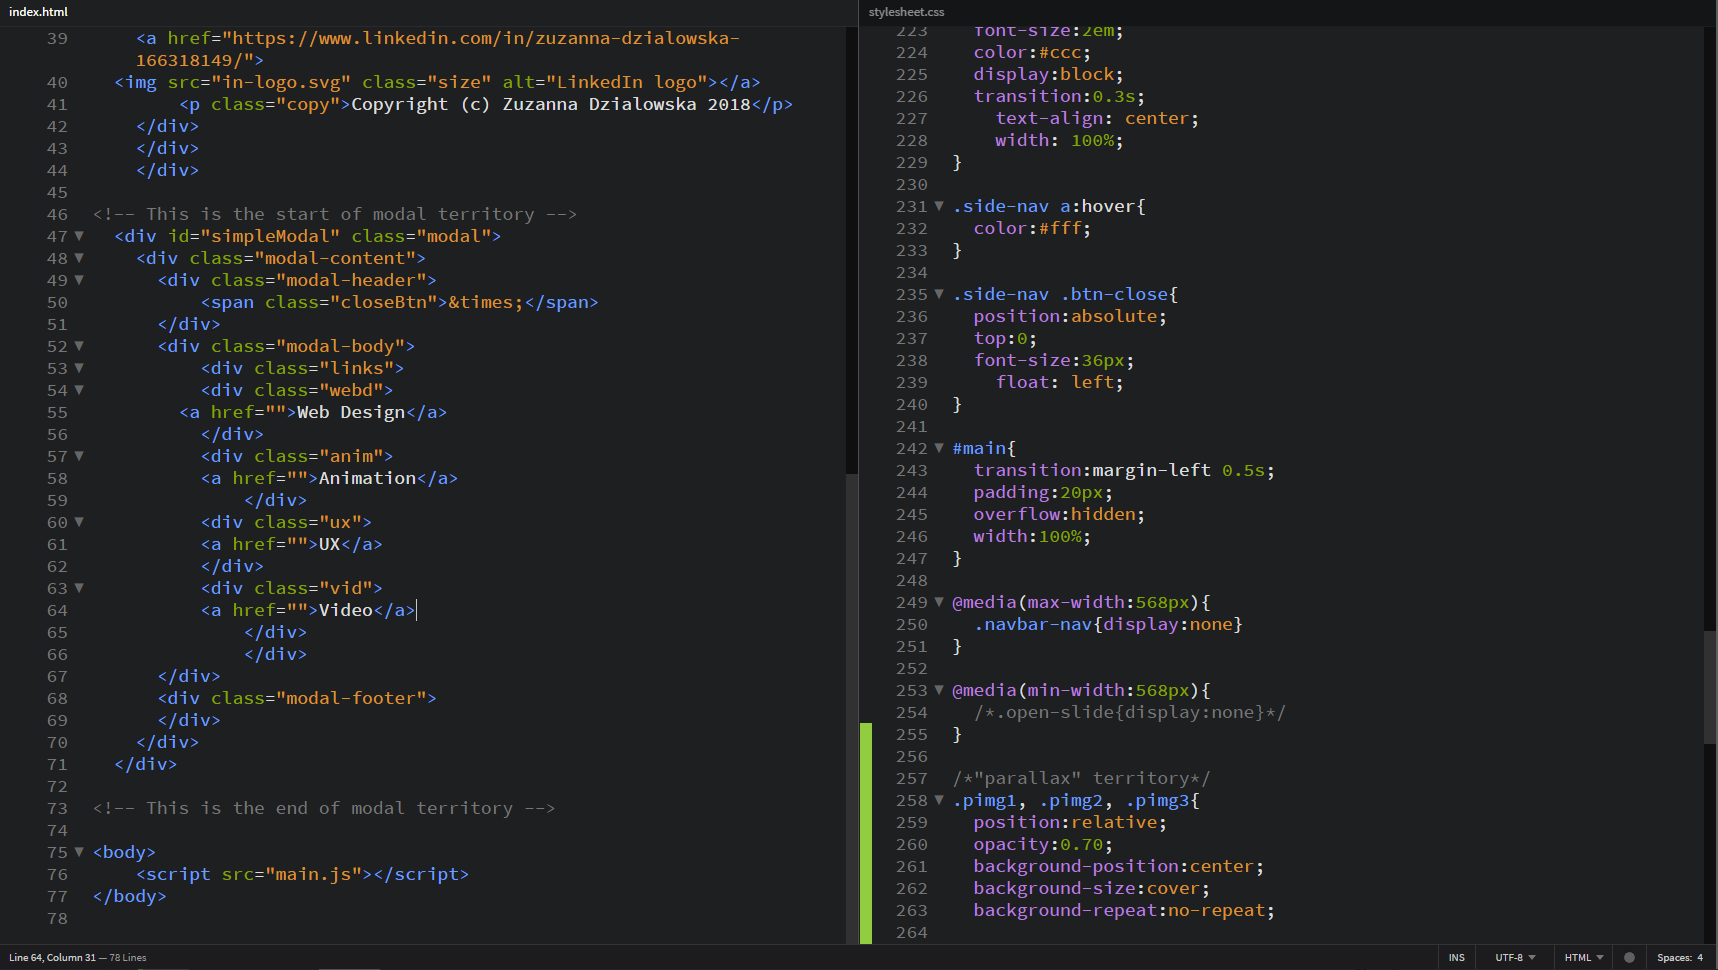 index.html
39 <a href="https://www.linkedin.com/in/zuzanna-dzialowska-
166318149/">
40 <img src="in-logo.svg" class="size" alt="LinkedIn logo"></a>
41 <p class="copy">Copyright (c) Zuzanna Dzialowska 2018</p>
42 </div>
43 </div>
44 </div>
45
46 <!-- This is the start of modal territory -->
47 <div id="simpleModal" class="modal">
48 <div class="modal-content">
49 <div class="modal-header">
50 <span class="closeBtn">&times;</span>
51 </div>
52 <div class="modal-body">
53 <div class="links">
54 <div class="webd">
55 <a href="">Web Design</a>
56 </div>
57 <div class="anim">
58 <a href="">Animation</a>
59 </div>
60 <div class="ux">
61 <a href="">UX</a>
62 </div>
63 <div class="vid">
64 <a href="">Video</a>
65 </div>
66 </div>
67 </div>
68 <div class="modal-footer">
69 </div>
70 </div>
71 </div>
72
73 <!-- This is the end of modal territory -->
74
75 <body>
76 <script src="main.js"></script>
77 </body>
78
stylesheet.css
223 font-size:2em;
224 color:#ccc;
225 display:block;
226 transition:0.3s;
227 text-align: center;
228 width: 100%;
229 }
230
231 .side-nav a:hover{
232 color:#fff;
233 }
234
235 .side-nav .btn-close{
236 position:absolute;
237 top:0;
238 font-size:36px;
239 float: left;
240 }
241
242 #main{
243 transition:margin-left 0.5s;
244 padding:20px;
245 overflow:hidden;
246 width:100%;
247 }
248
249 @media(max-width:568px){
250 .navbar-nav{display:none}
251 }
252
253 @media(min-width:568px){
254 /*.open-slide{display:none}*/
255 }
256
257 /*"parallax" territory*/
258 .pimg1, .pimg2, .pimg3{
259 position:relative;
260 opacity:0.70;
261 background-position:center;
262 background-size:cover;
263 background-repeat:no-repeat;
264
Line 64, Column 31 — 78 Lines
INS UTF-8 HTML Spaces: 4